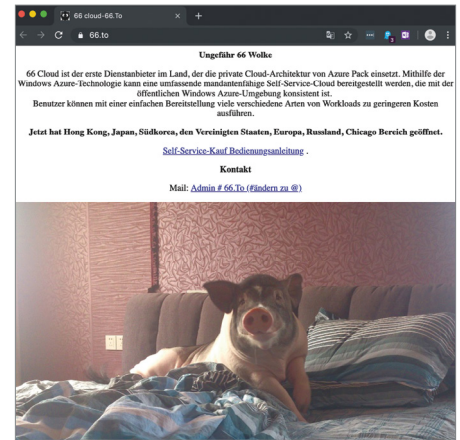 66 cloud-66.To
66.to
Ungefähr 66 Wolke
66 Cloud ist der erste Dienstanbieter im Land, der die private Cloud-Architektur von Azure Pack einsetzt. Mithilfe der
Windows Azure-Technologie kann eine umfassende mandantenfähige Self-Service-Cloud bereitgestellt werden, die mit der
öffentlichen Windows Azure-Umgebung konsistent ist.
Benutzer können mit einer einfachen Bereitstellung viele verschiedene Arten von Workloads zu geringeren Kosten
ausführen.
Jetzt hat Hong Kong, Japan, Südkorea, den Vereinigten Staaten, Europa, Russland, Chicago Bereich geöffnet.
Self-Service-Kauf Bedienungsanleitung .
Kontakt
Mail: Admin # 66.To (#ändern zu @)